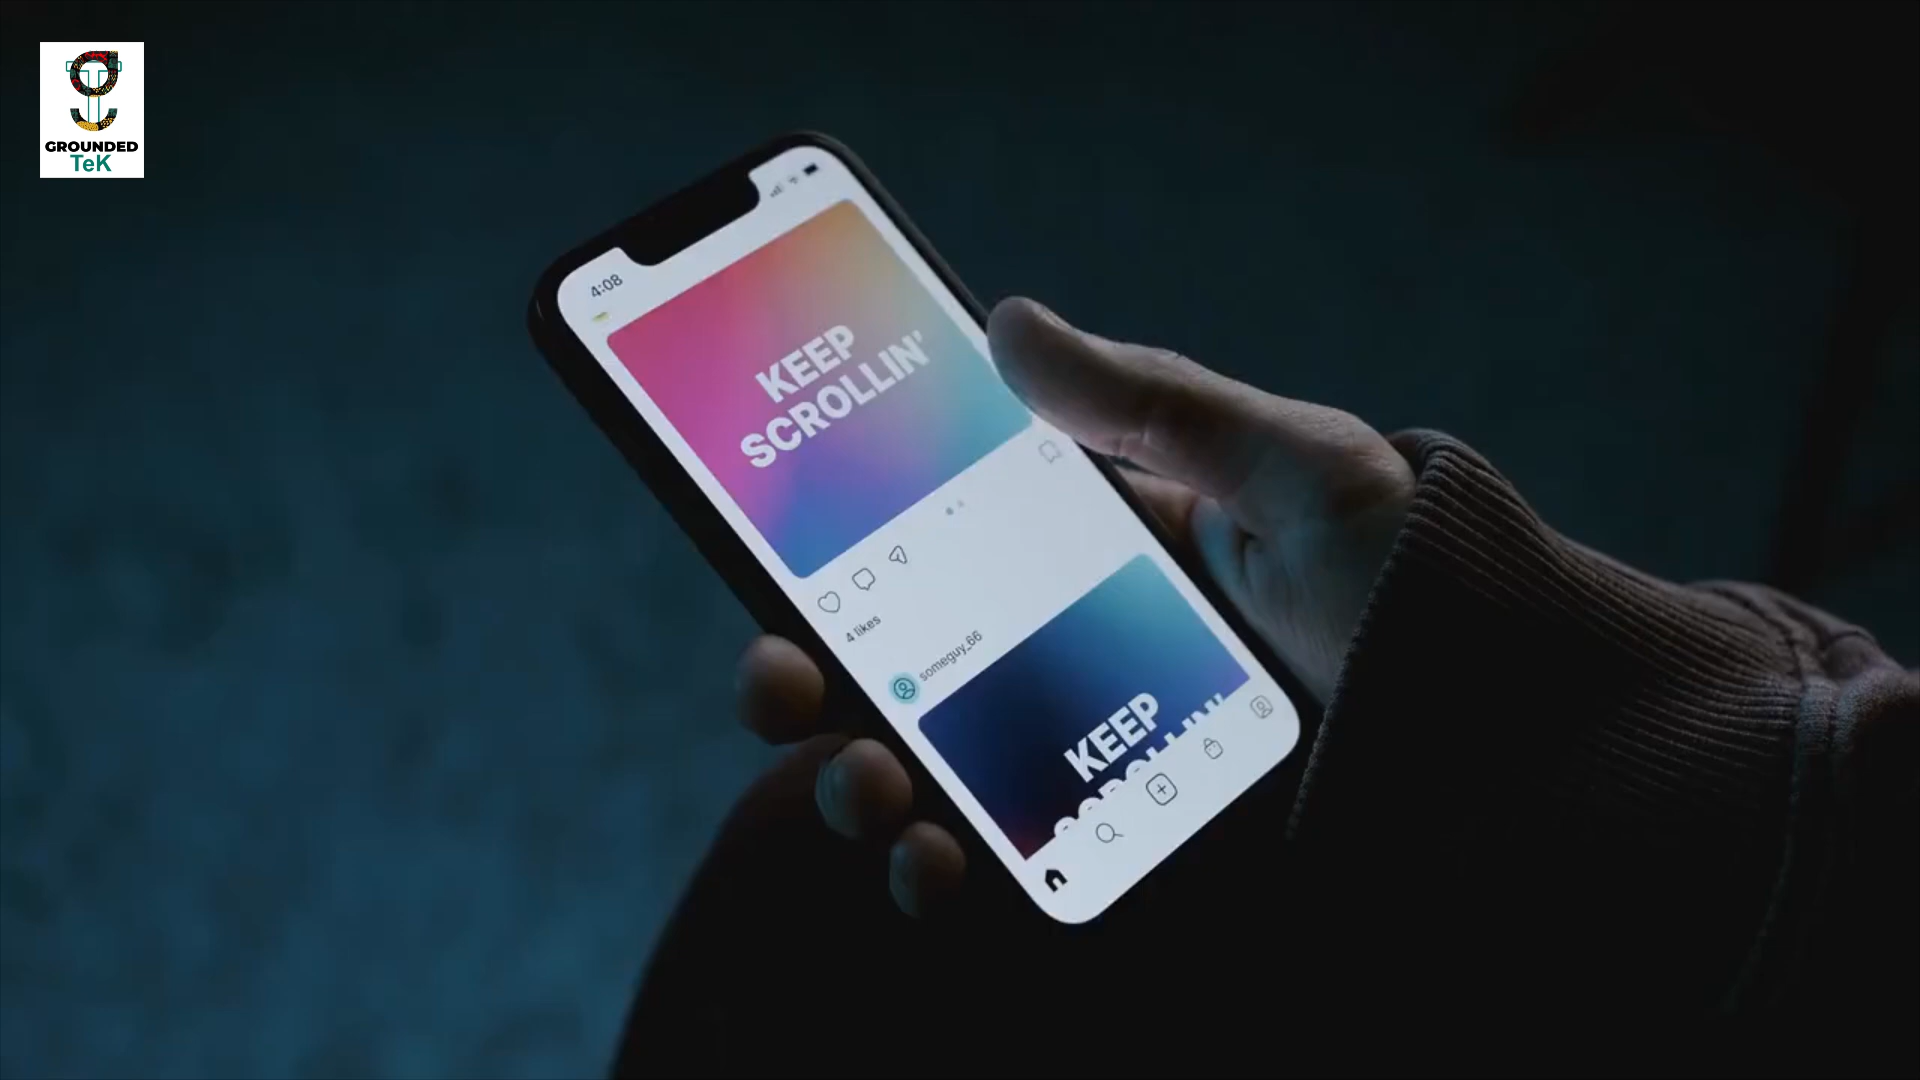 GROUNDED
TeK
4:08
KEEP
SCROLLIN'
4 likes
someguy_66
KEEP